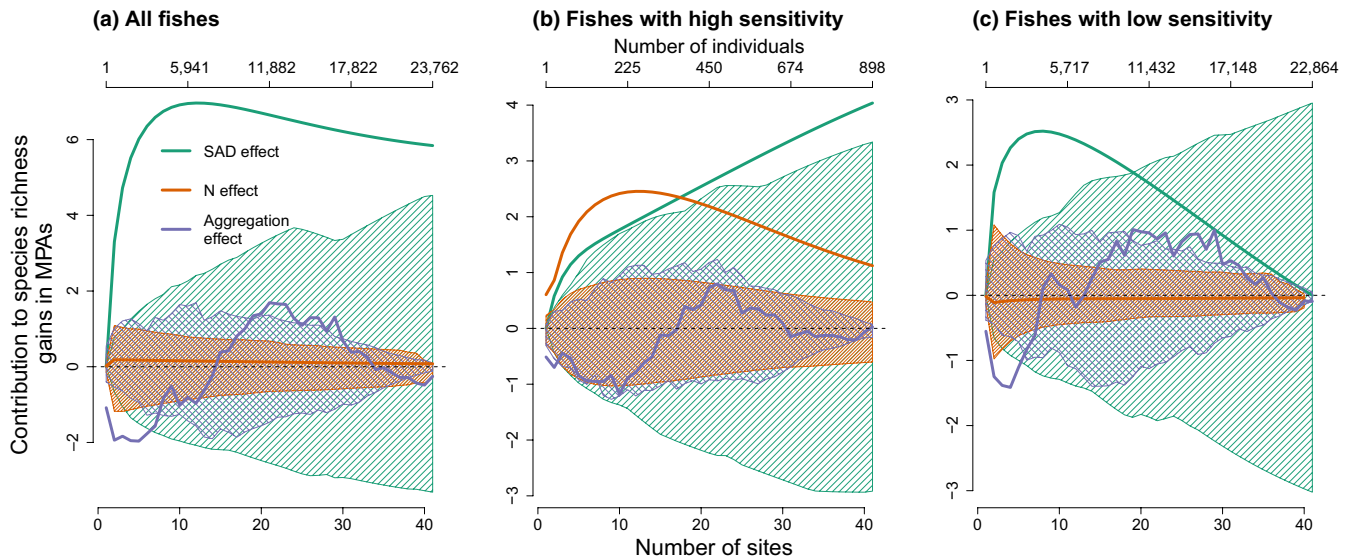 (a) All fishes
(b) Fishes with high sensitivity
(c) Fishes with low sensitivity
Number of individuals
1 5,941 11,882 17,822 23,762
1 225 450 674 898
1 5,717 11,432 17,148 22,864
Contribution to species richness
gains in MPAs
6
4
2
0
−2
SAD effect
N effect
Aggregation
effect
0 10 20 30 40
4
3
2
1
0
−1
−2
−3
0 10 20 30 40
3
2
1
0
−1
−2
−3
0 10 20 30 40
Number of sites